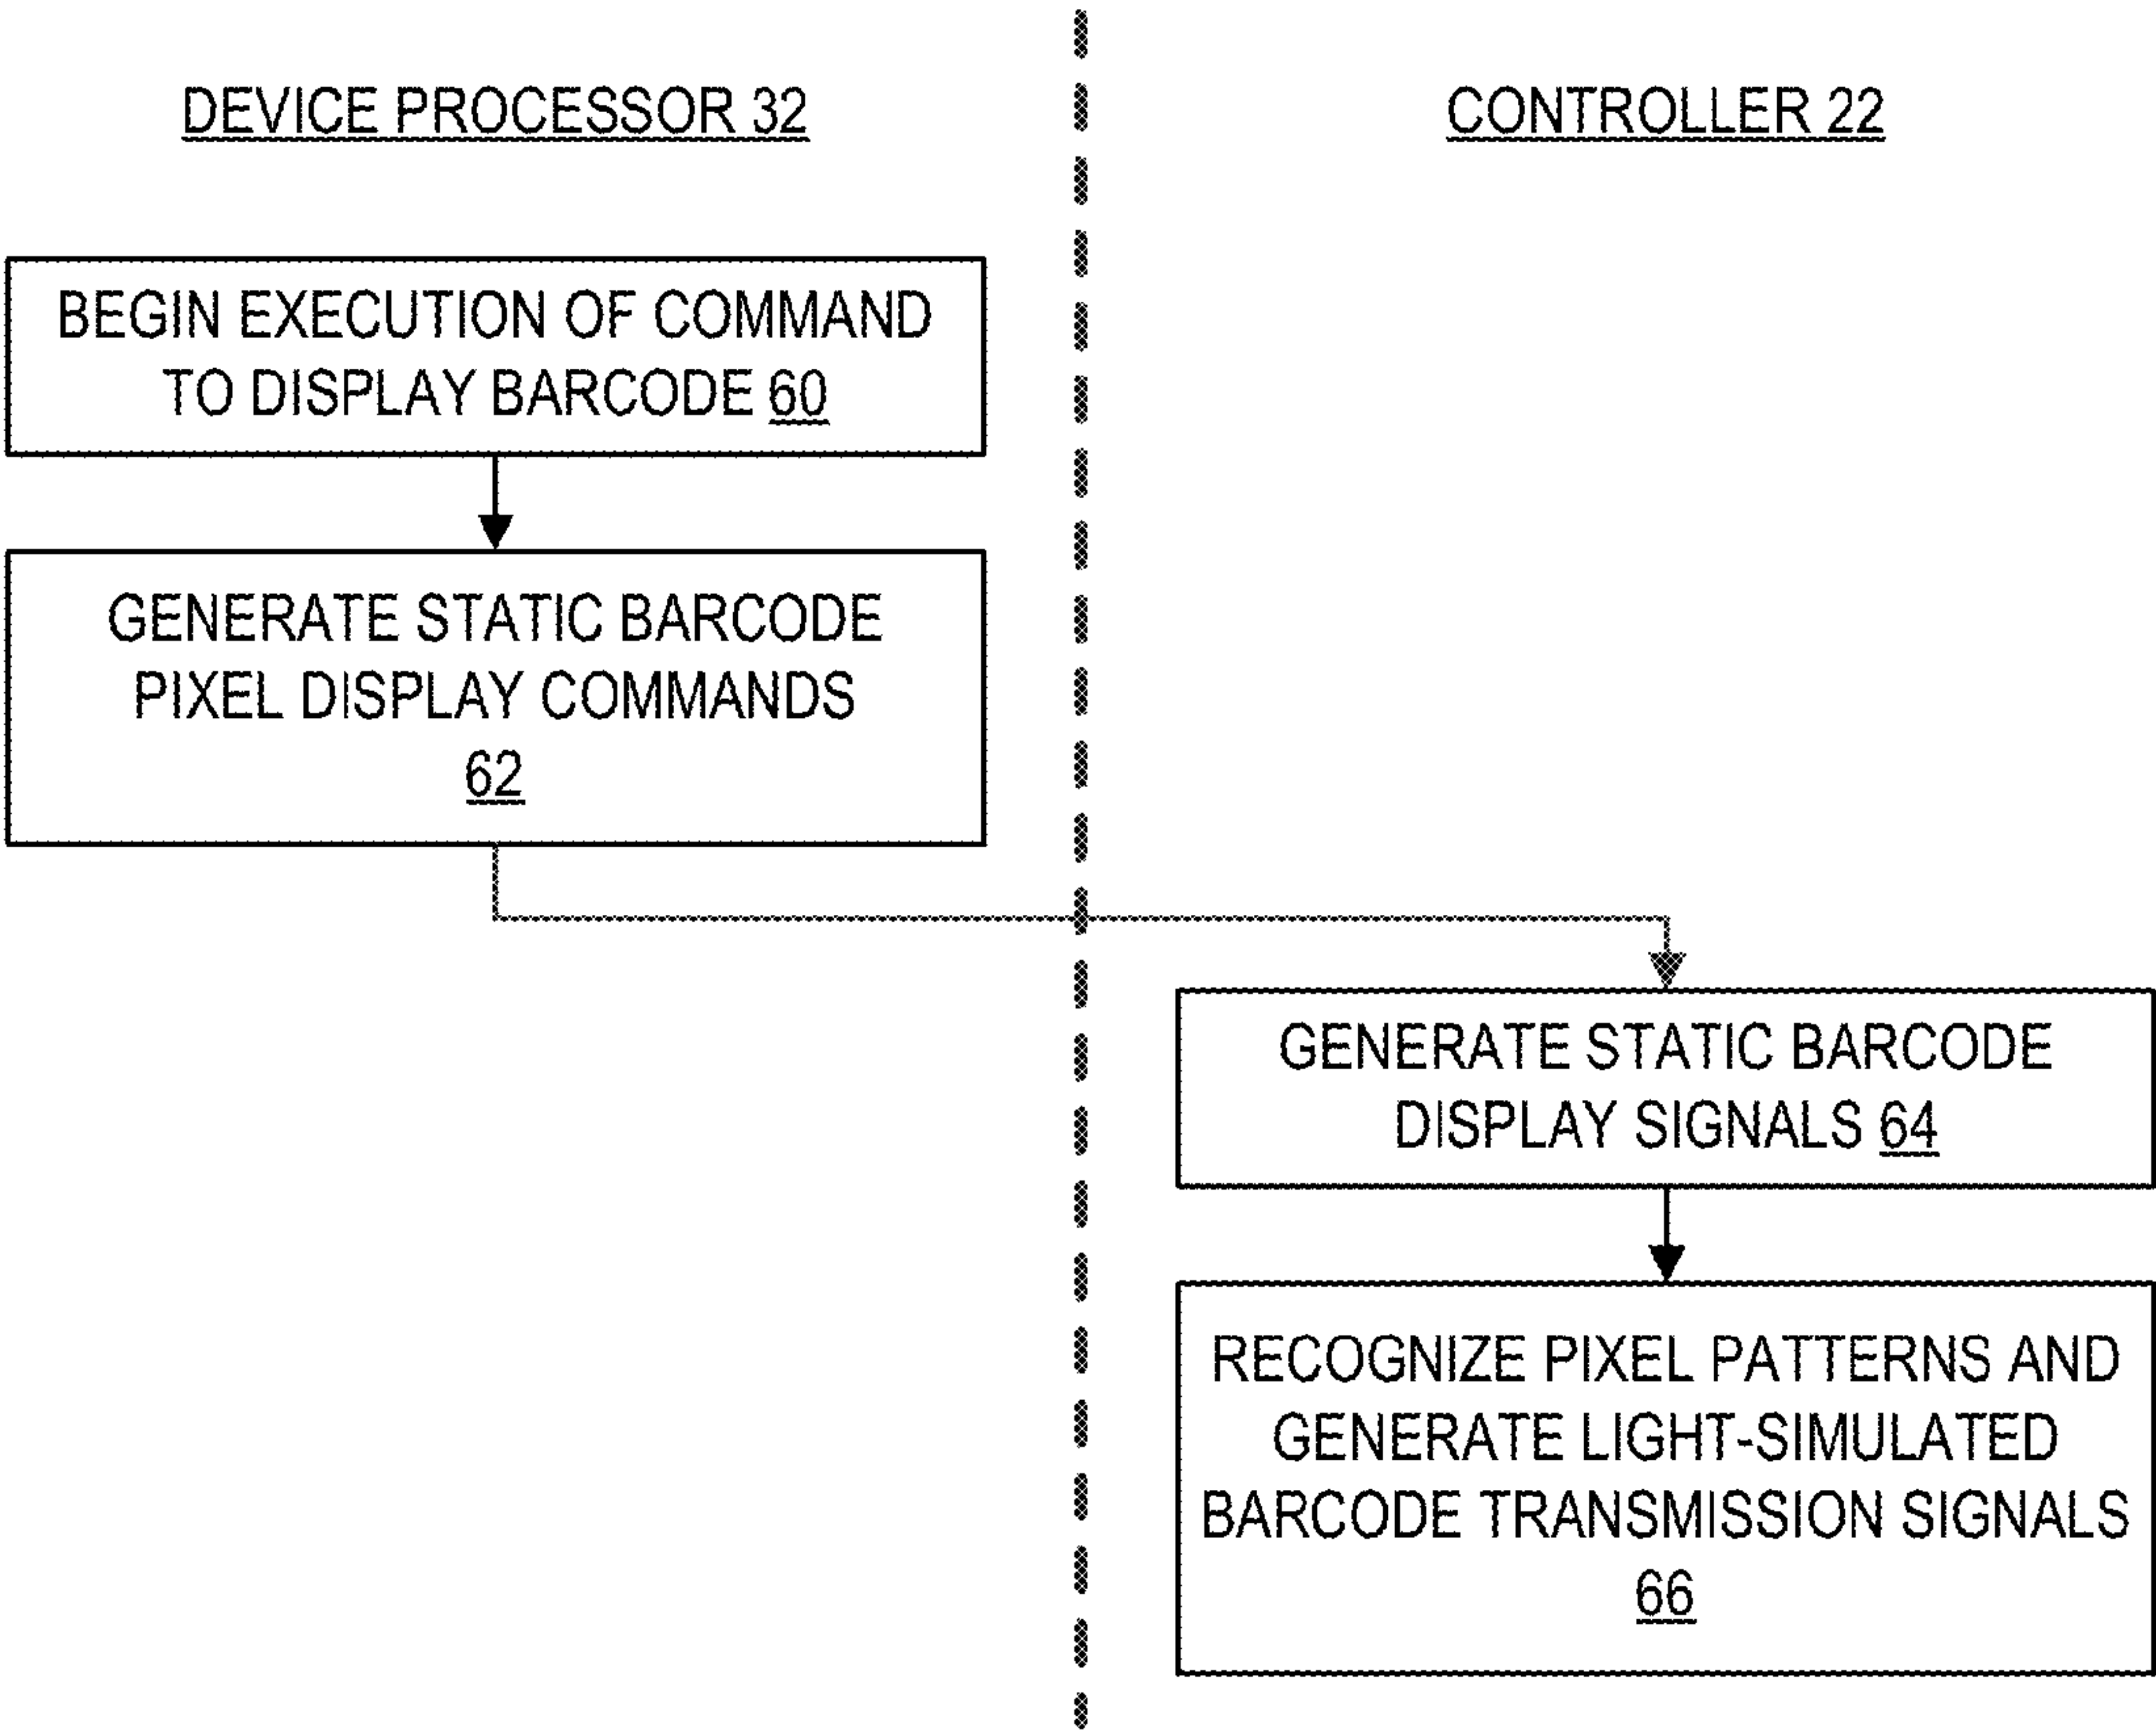 DEVICE PROCESSOR 32
CONTROLLER 22
BEGIN EXECUTION OF COMMAND
TO DISPLAY BARCODE 60
GENERATE STATIC BARCODE
PIXEL DISPLAY COMMANDS
62
GENERATE STATIC BARCODE
DISPLAY SIGNALS 64
RECOGNIZE PIXEL PATTERNS AND
GENERATE LIGHT-SIMULATED
BARCODE TRANSMISSION SIGNALS
66